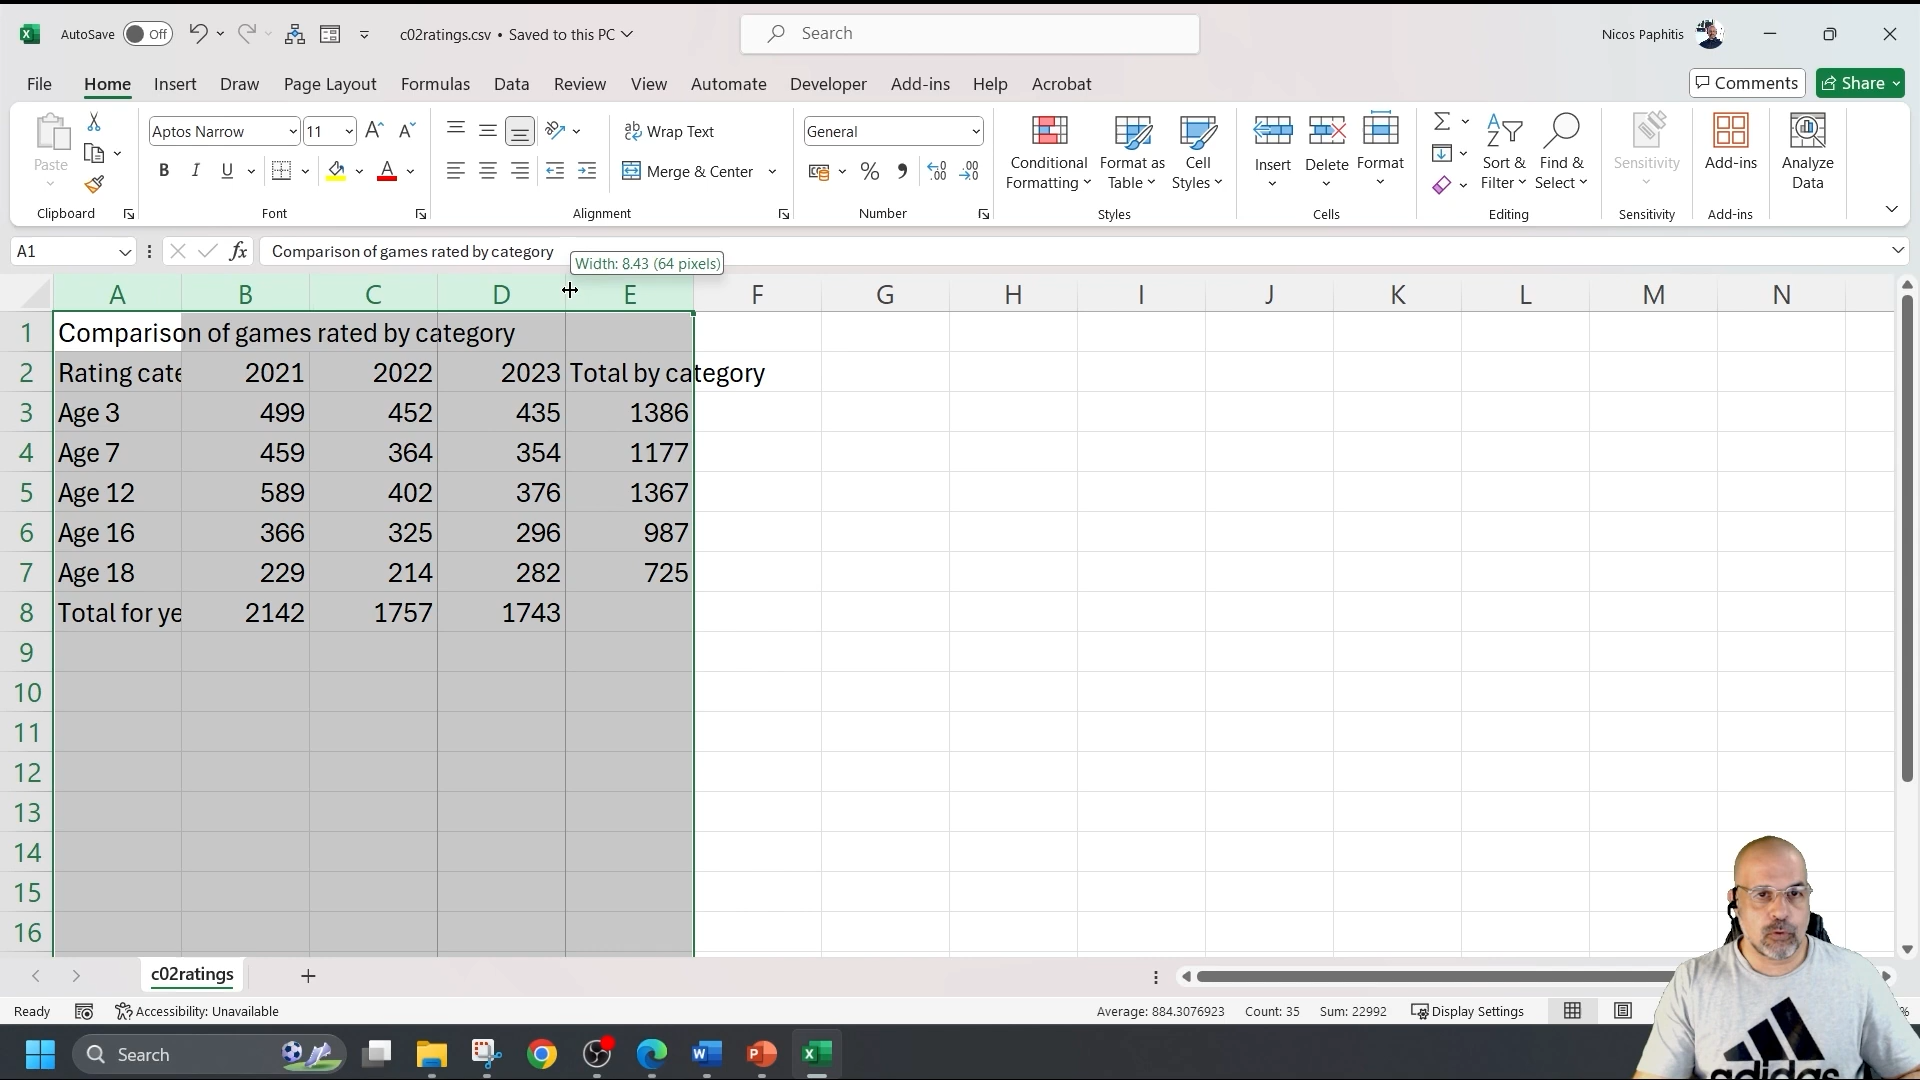 AutoSave Off c02ratings.csv • Saved to this PC Search Nicos Paphitis
File Home Insert Draw Page Layout Formulas Data Review View Automate Developer Add-ins Help Acrobat Comments Share
Paste
Clipboard
Aptos Narrow 11
B I U
Font
Wrap Text
Merge & Center
Alignment
General
Number
Conditional Formatting
Format as Table
Cell Styles
Styles
Insert Delete Format
Cells
Sort & Filter
Find & Select
Editing
Sensitivity
Sensitivity
Add-ins
Add-ins
Analyze Data
A1 fx Comparison of games rated by category
Width: 8.43 (64 pixels)
A B C D E F G H I J K L M N
1 Comparison of games rated by category
2 Rating cate 2021 2022 2023 Total by category
3 Age 3 499 452 435 1386
4 Age 7 459 364 354 1177
5 Age 12 589 402 376 1367
6 Age 16 366 325 296 987
7 Age 18 229 214 282 725
8 Total for ye 2142 1757 1743
9
10
11
12
13
14
15
16
c02ratings
Ready Accessibility: Unavailable Average: 884.3076923 Count: 35 Sum: 22992 Display Settings %
Search
adidas